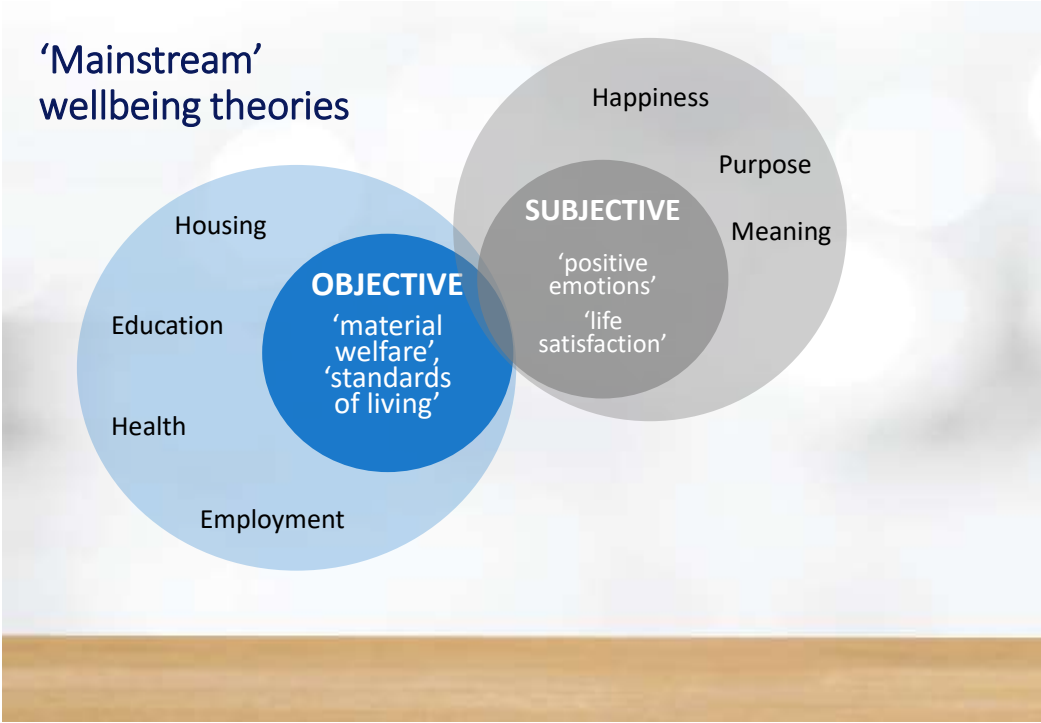 ‘Mainstream’
wellbeing theories
Housing
Education
Health
Employment
OBJECTIVE
‘material
welfare’,
‘standards
of living’
SUBJECTIVE
‘positive
emotions’
‘life
satisfaction’
Happiness
Purpose
Meaning